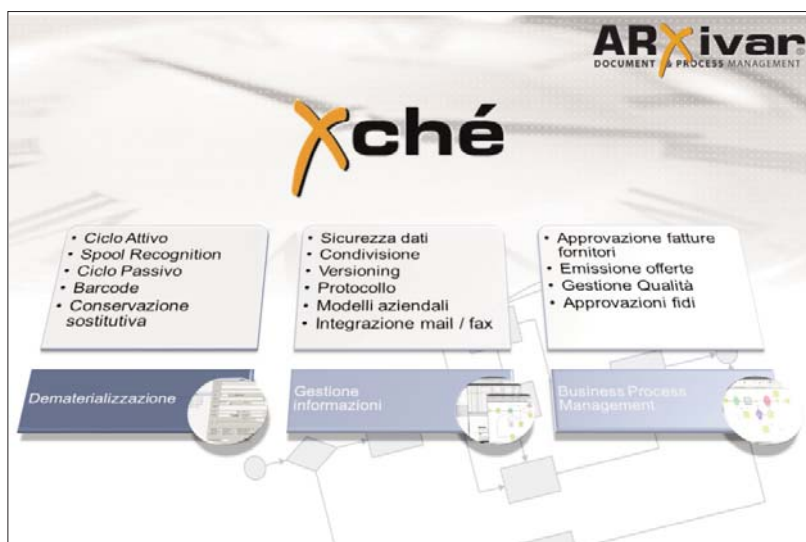 ARXivar®
DOCUMENT & PROCESS MANAGEMENT
Xché
• Ciclo Attivo
• Spool Recognition
• Ciclo Passivo
• Barcode
• Conservazione
sostitutiva
• Sicurezza dati
• Condivisione
• Versioning
• Protocollo
• Modelli aziendali
• Integrazione mail / fax
• Approvazione fatture
fornitori
• Emissione offerte
• Gestione Qualità
• Approvazioni fidi
Dematerializzazione
Gestione
informazioni
Business Process
Management